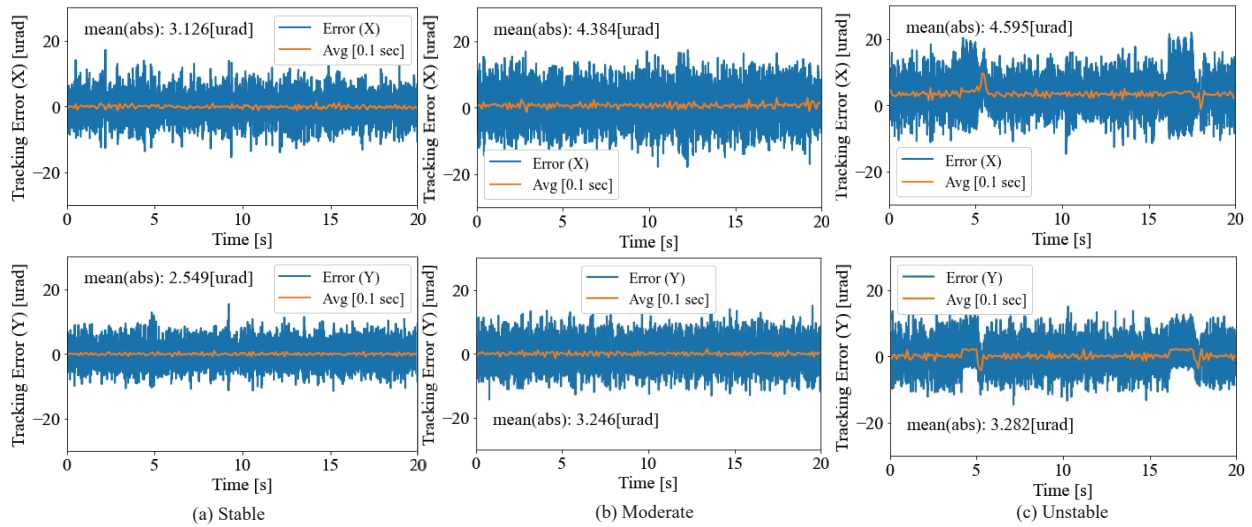 mean(abs): 3.126[urad]
Error (X)
Avg [0.1 sec]
Tracking Error (X) [urad]
20
0
−20
0
5
10
15
20
Time [s]
mean(abs): 4.384[urad]
Error (X)
Avg [0.1 sec]
Tracking Error (X) [urad]
20
0
−20
0
5
10
15
20
Time [s]
mean(abs): 4.595[urad]
Error (X)
Avg [0.1 sec]
Tracking Error (X) [urad]
20
0
−20
0
5
10
15
20
Time [s]
mean(abs): 2.549[urad]
Error (Y)
Avg [0.1 sec]
Tracking Error (Y) [urad]
20
0
−20
0
5
10
15
20
Time [s]
(a) Stable
Error (Y)
Avg [0.1 sec]
mean(abs): 3.246[urad]
Tracking Error (Y) [urad]
20
0
−20
0
5
10
15
20
Time [s]
(b) Moderate
Error (Y)
Avg [0.1 sec]
mean(abs): 3.282[urad]
Tracking Error (Y) [urad]
20
0
−20
0
5
10
15
20
Time [s]
(c) Unstable